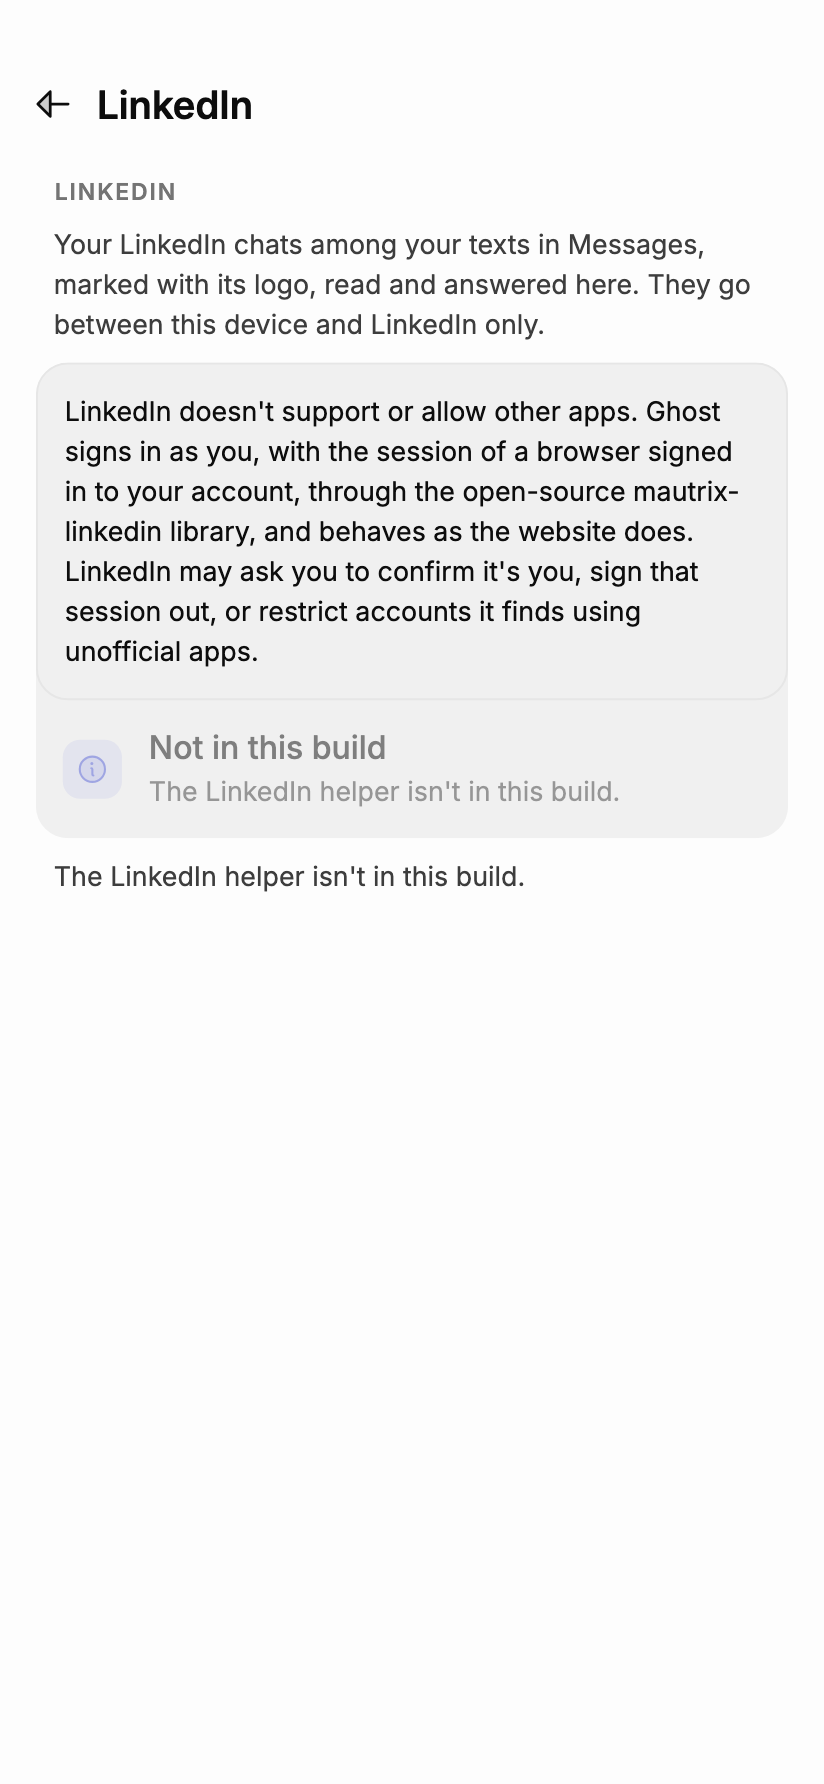 LinkedIn
LINKEDIN
Your LinkedIn chats among your texts in Messages,
marked with its logo, read and answered here. They go
between this device and LinkedIn only.
LinkedIn doesn't support or allow other apps. Ghost
signs in as you, with the session of a browser signed
in to your account, through the open-source mautrix-
linkedin library, and behaves as the website does.
LinkedIn may ask you to confirm it's you, sign that
session out, or restrict accounts it finds using
unofficial apps.
Not in this build
The LinkedIn helper isn't in this build.
The LinkedIn helper isn't in this build.